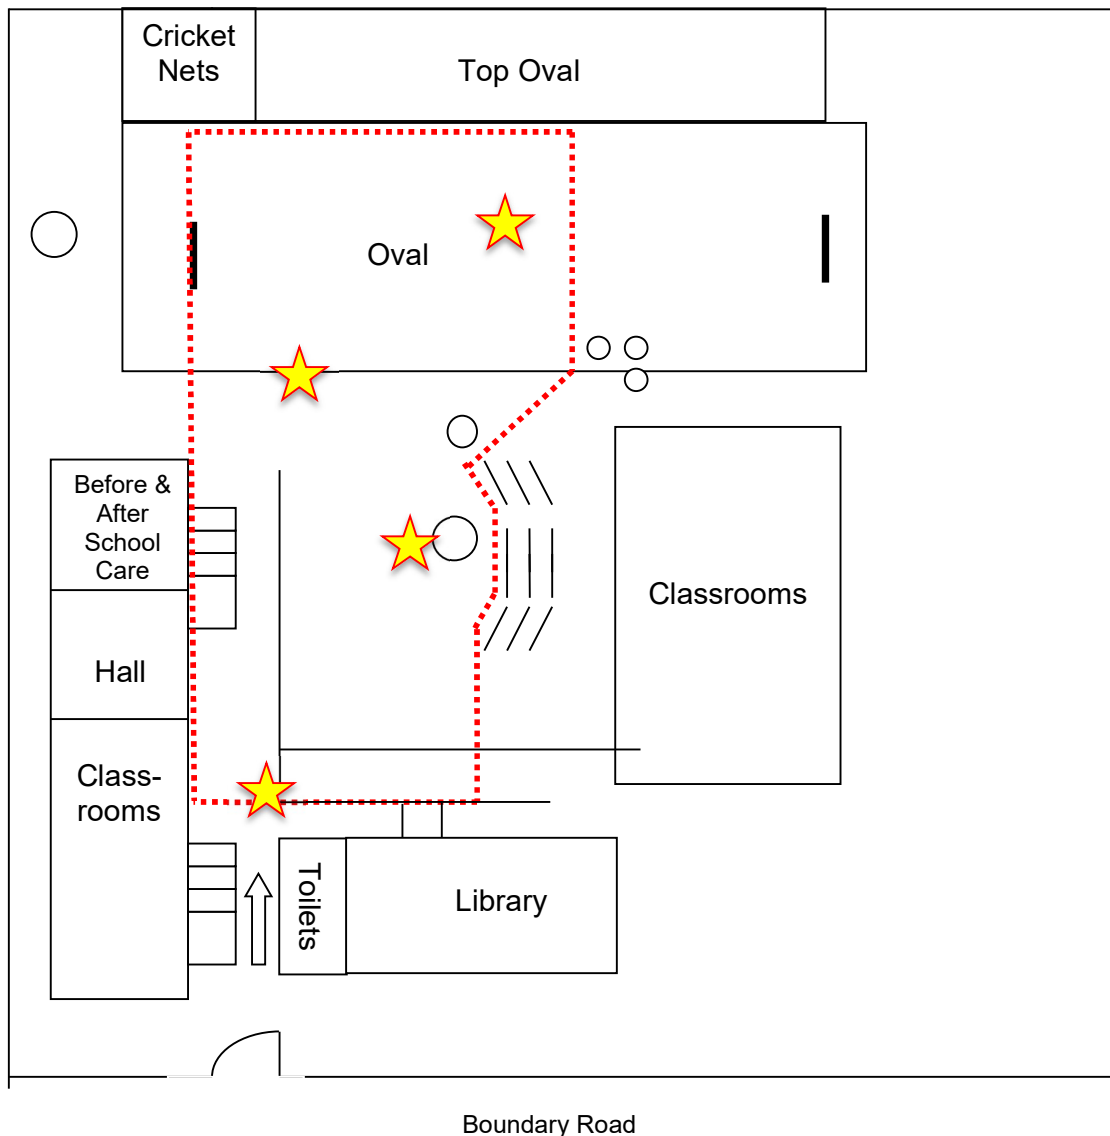 Cricket
Nets
Top Oval
Oval
Before &
After
School
Care
Classrooms
Hall
Class-
rooms
Toilets
Library
Boundary Road